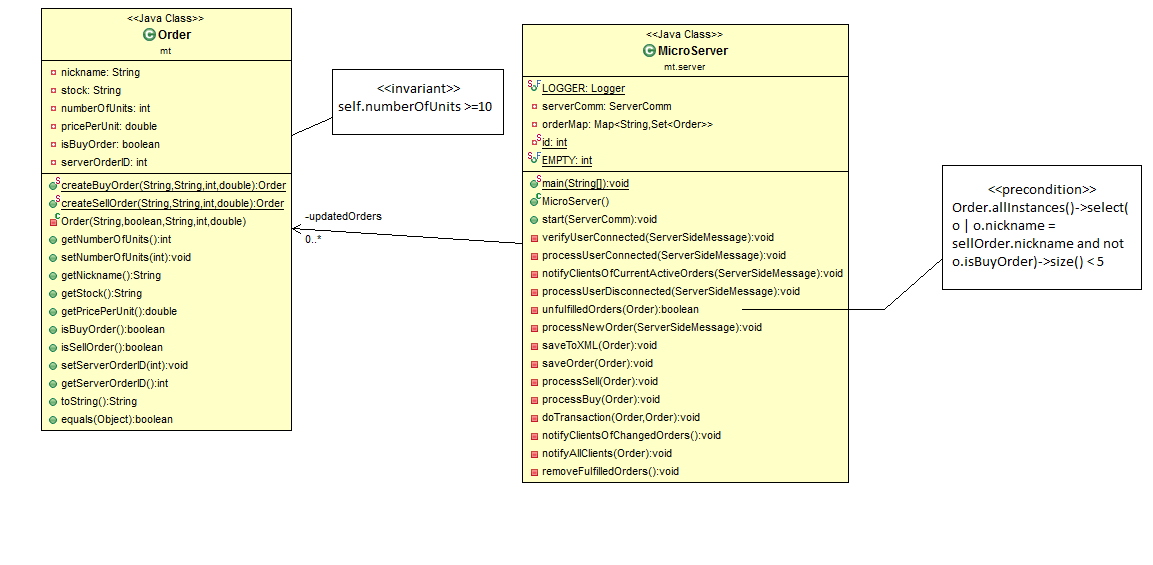 <<Java Class>>
Order
mt
nickname: String
stock: String
numberOfUnits: int
pricePerUnit: double
isBuyOrder: boolean
serverOrderID: int
createBuyOrder(String,String,int,double):Order
createSellOrder(String,String,int,double):Order
Order(String,boolean,String,int,double)
getNumberOfUnits():int
setNumberOfUnits(int):void
getNickname():String
getStock():String
getPricePerUnit():double
isBuyOrder():boolean
isSellOrder():boolean
setServerOrderID(int):void
getServerOrderID():int
toString():String
equals(Object):boolean
<<invariant>>
self.numberOfUnits >=10
-updatedOrders
0..*
<<Java Class>>
MicroServer
mt.server
LOGGER: Logger
serverComm: ServerComm
orderMap: Map<String,Set<Order>>
id: int
EMPTY: int
main(String[]):void
MicroServer()
start(ServerComm):void
verifyUserConnected(ServerSideMessage):void
processUserConnected(ServerSideMessage):void
notifyClientsOfCurrentActiveOrders(ServerSideMessage):void
processUserDisconnected(ServerSideMessage):void
unfulfilledOrders(Order):boolean
processNewOrder(ServerSideMessage):void
saveToXML(Order):void
saveOrder(Order):void
processSell(Order):void
processBuy(Order):void
doTransaction(Order,Order):void
notifyClientsOfChangedOrders():void
notifyAllClients(Order):void
removeFulfilledOrders():void
<<precondition>>
Order.allInstances()->select(
o | o.nickname =
sellOrder.nickname and not
o.isBuyOrder)->size() < 5